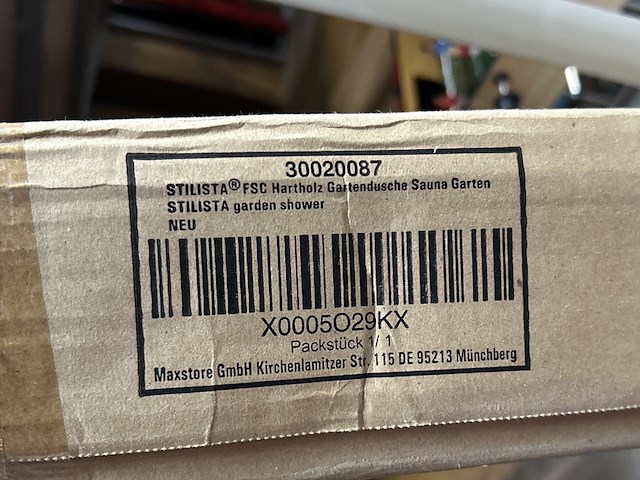 30020087
STILISTA® FSC Hartholz Gartendusche Sauna Garten
STILISTA garden shower
NEU
X0005O29KX
Packstück 1/ 1
Maxstore GmbH Kirchenlamitzer Str. 115 DE 95213 Münchberg